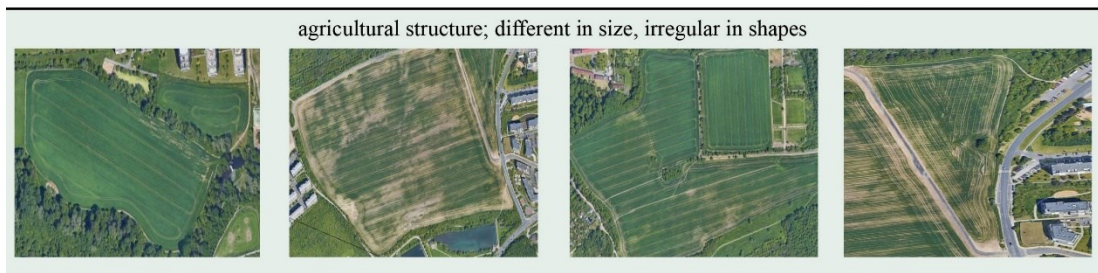 agricultural structure; different in size, irregular in shapes